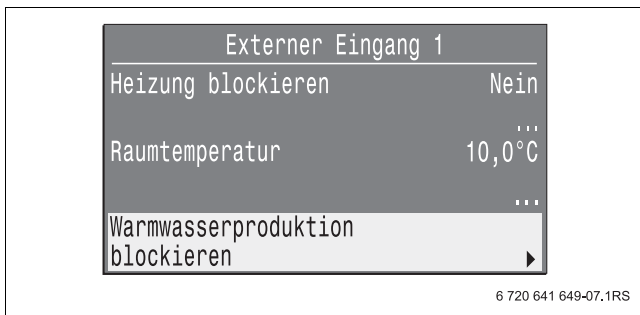 Externer Eingang 1
Heizung blockieren Nein
...
Raumtemperatur 10,0°C
...
Warmwasserproduktion
blockieren
6 720 641 649-07.1RS